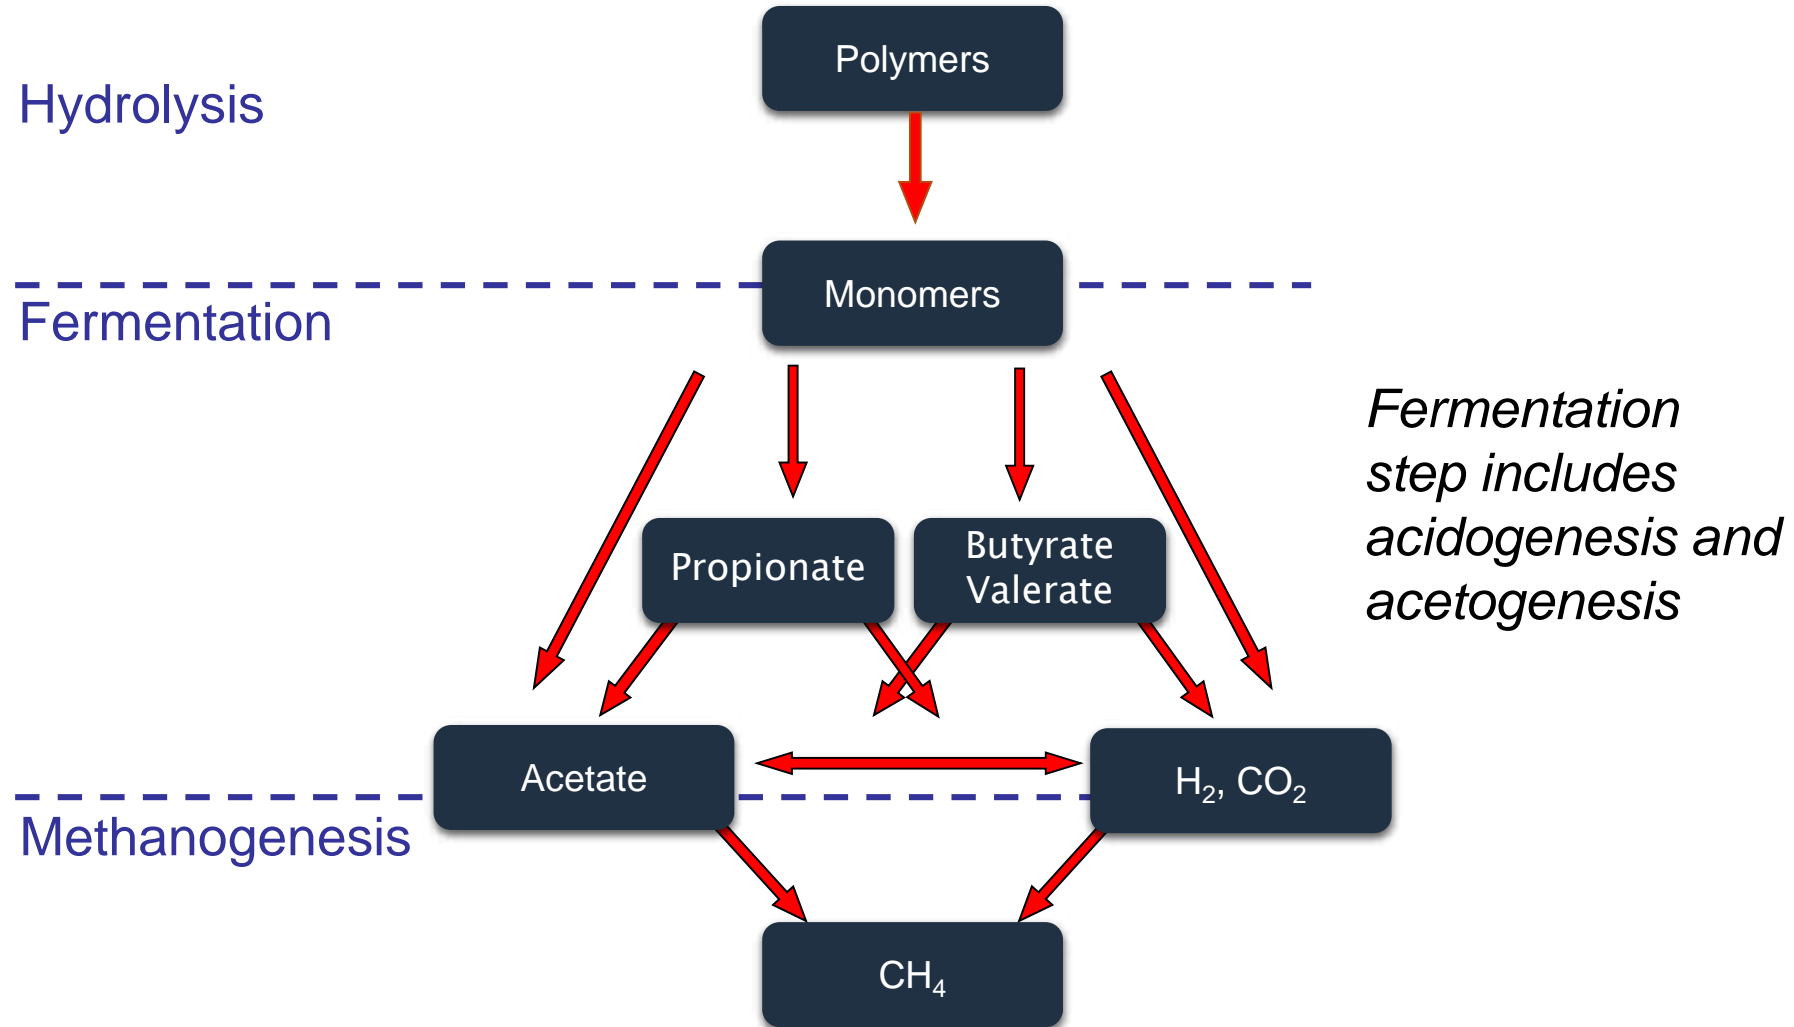 Polymers
Hydrolysis
Monomers
Fermentation
Fermentation
step includes
acidogenesis and
acetogenesis
Propionate
Butyrate
Valerate
Acetate
H₂, CO₂
Methanogenesis
CH₄